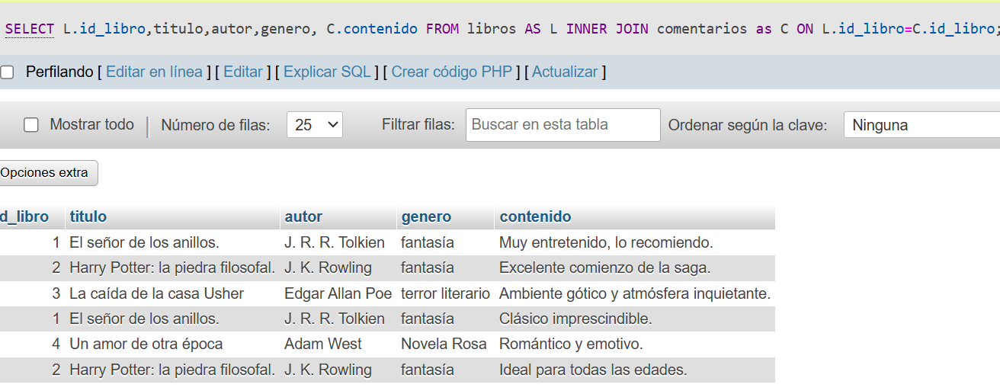 SELECT L.id_libro,titulo,autor,genero, C.contenido FROM libros AS L INNER JOIN comentarios as C ON L.id_libro=C.id_libro;
Perfilando [ Editar en línea ] [ Editar ] [ Explicar SQL ] [ Crear código PHP ] [ Actualizar ]
Mostrar todo | Número de filas: 25 Filtrar filas: Buscar en esta tabla Ordenar según la clave: Ninguna
Opciones extra
d_libro titulo autor genero contenido
1 El señor de los anillos. J. R. R. Tolkien fantasía Muy entretenido, lo recomiendo.
2 Harry Potter: la piedra filosofal. J. K. Rowling fantasía Excelente comienzo de la saga.
3 La caída de la casa Usher Edgar Allan Poe terror literario Ambiente gótico y atmósfera inquietante.
1 El señor de los anillos. J. R. R. Tolkien fantasía Clásico imprescindible.
4 Un amor de otra época Adam West Novela Rosa Romántico y emotivo.
2 Harry Potter: la piedra filosofal. J. K. Rowling fantasía Ideal para todas las edades.